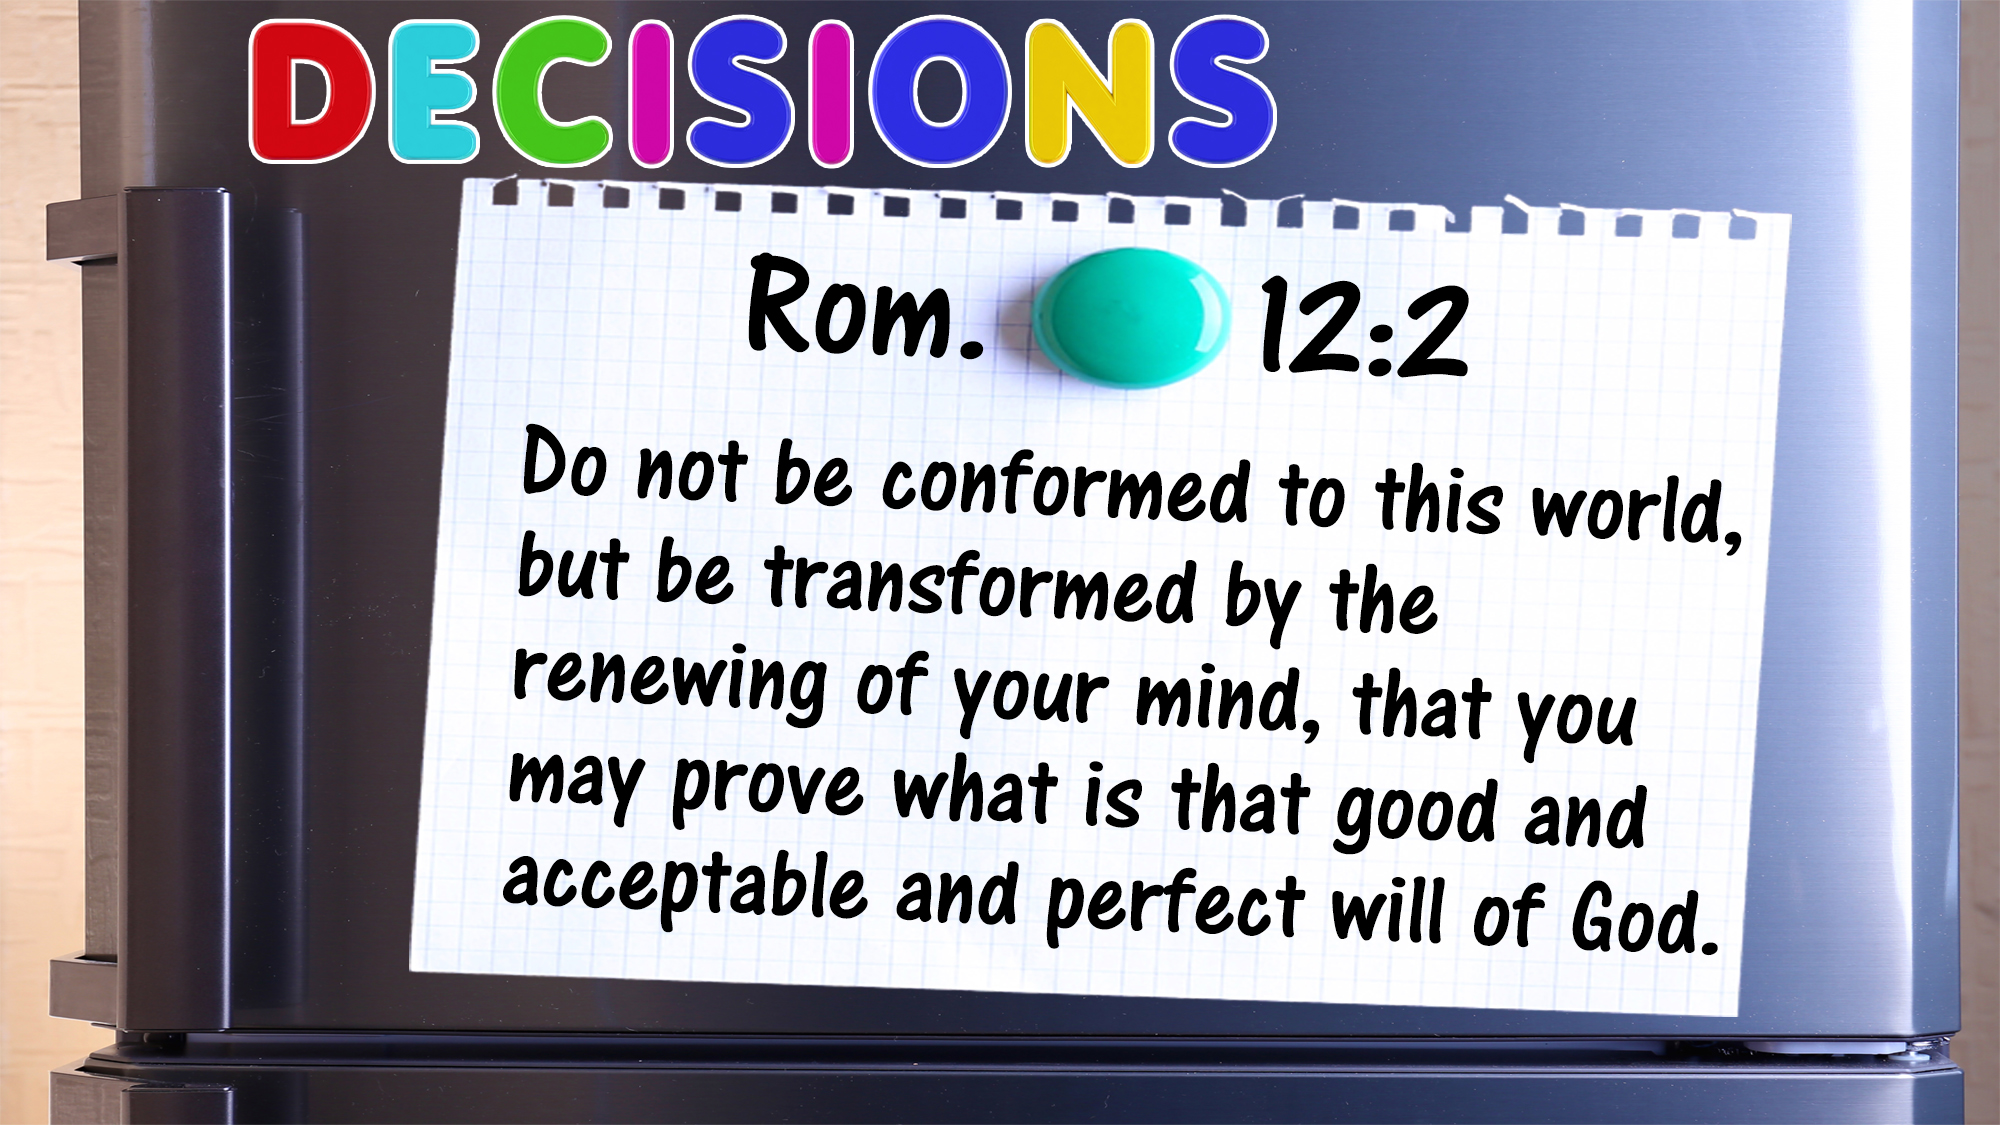 DECISIONS
Rom. 12:2
Do not be conformed to this world,
but be transformed by the
renewing of your mind, that you
may prove what is that good and
acceptable and perfect will of God.